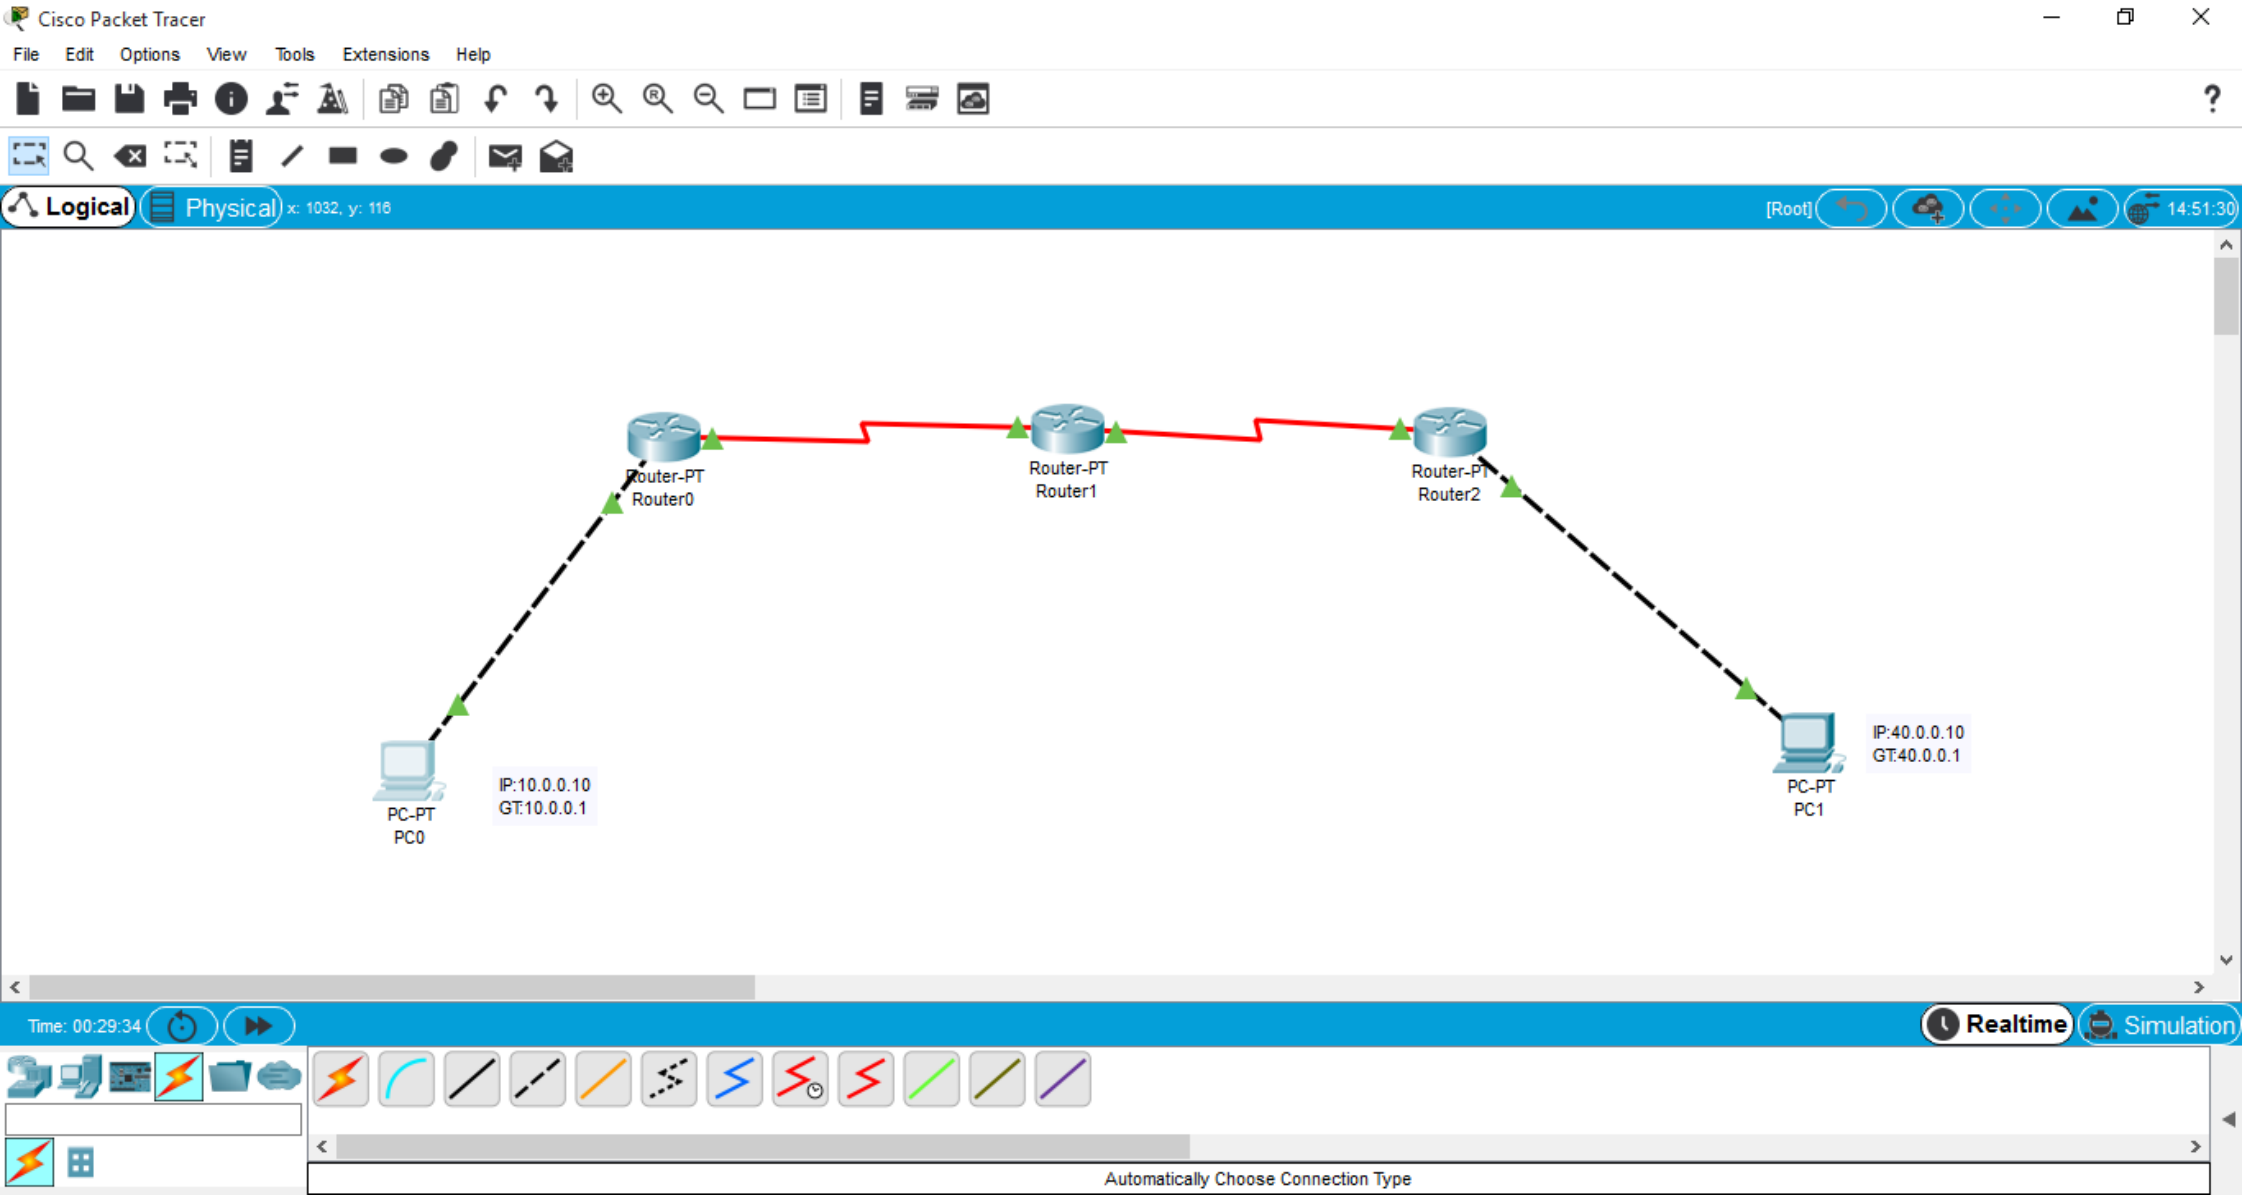 Cisco Packet Tracer
File Edit Options View Tools Extensions Help
Logical Physical x: 1032, y: 116 [Root] 14:51:30
Router-PT
Router0
Router-PT
Router1
Router-PT
Router2
PC-PT
PC0
IP:10.0.0.10
GT:10.0.0.1
PC-PT
PC1
IP:40.0.0.10
GT:40.0.0.1
Time: 00:29:34 Realtime Simulation
Automatically Choose Connection Type